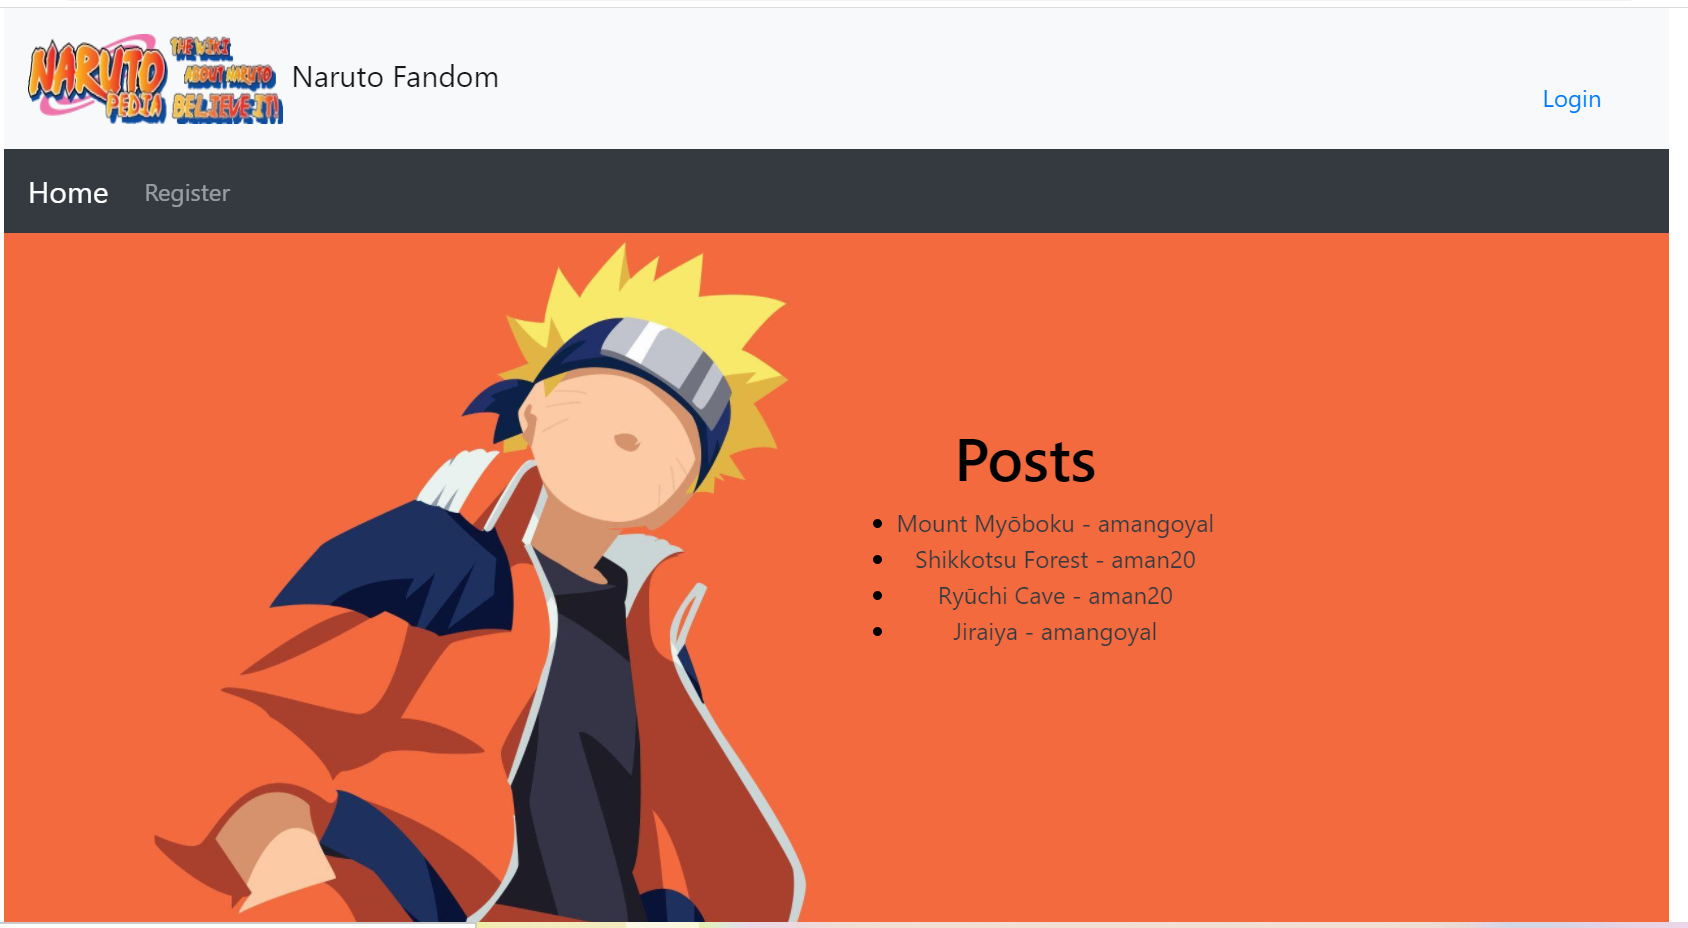 NARUTO
PEDIA
THE WIKI
ABOUT NARUTO
BELIEVE IT!
Naruto Fandom
Login
Home Register
Posts
Mount Myōboku - amangoyal
Shikkotsu Forest - aman20
Ryūchi Cave - aman20
Jiraiya - amangoyal